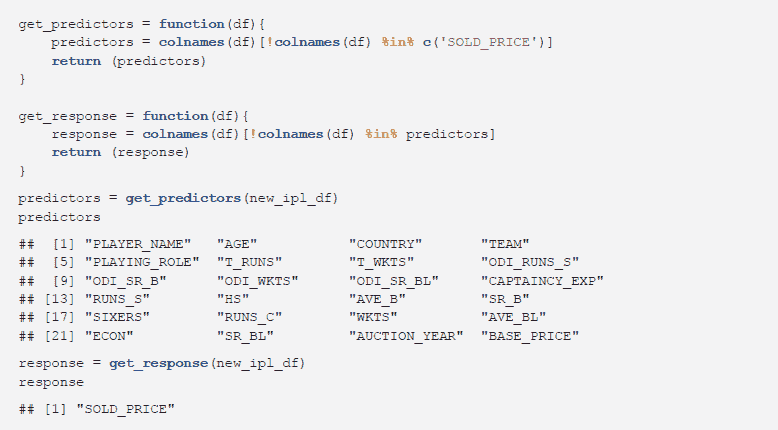 get_predictors = function(df){
    predictors = colnames(df)[!colnames(df) %in% c('SOLD_PRICE')]
    return (predictors)
}

get_response = function(df){
    response = colnames(df)[!colnames(df) %in% predictors]
    return (response)
}
predictors = get_predictors(new_ipl_df)
predictors
##  [1] "PLAYER_NAME"   "AGE"           "COUNTRY"       "TEAM"
##  [5] "PLAYING_ROLE"  "T_RUNS"        "T_WKTS"        "ODI_RUNS_S"
##  [9] "ODI_SR_B"      "ODI_WKTS"      "ODI_SR_BL"     "CAPTAINCY_EXP"
## [13] "RUNS_S"        "HS"            "AVE_B"         "SR_B"
## [17] "SIXERS"        "RUNS_C"        "WKTS"          "AVE_BL"
## [21] "ECON"          "SR_BL"         "AUCTION_YEAR"  "BASE_PRICE"
response = get_response(new_ipl_df)
response
## [1] "SOLD_PRICE"